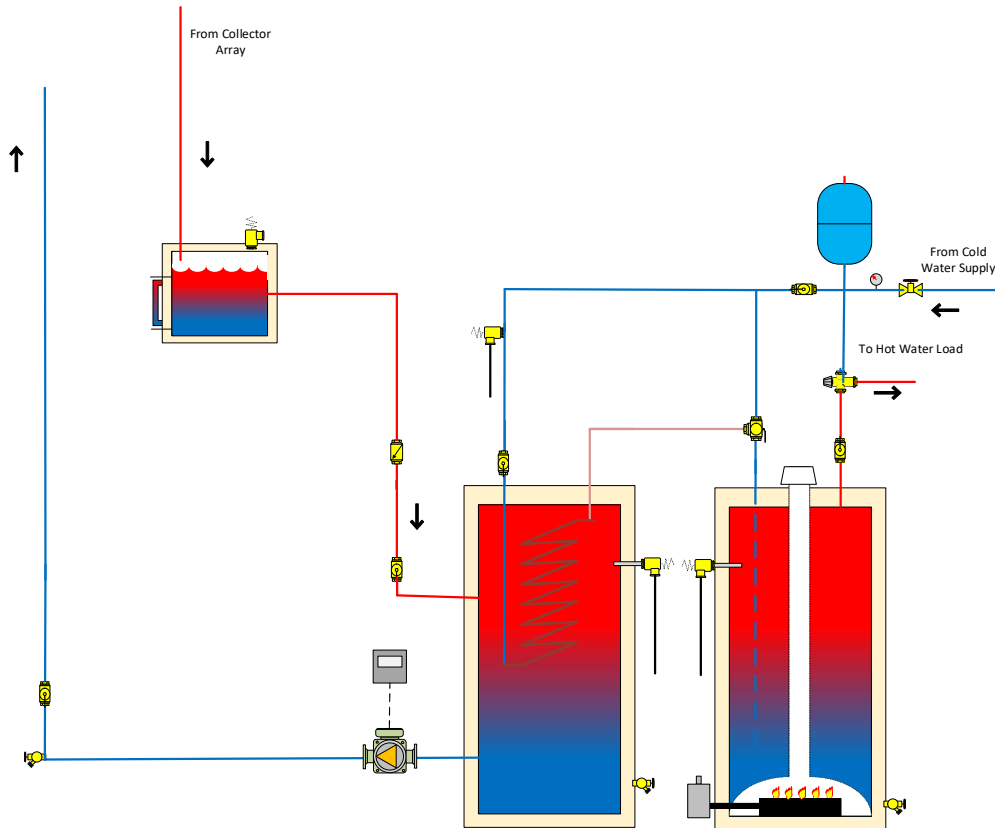 From Collector
Array
From Cold
Water Supply
To Hot Water Load